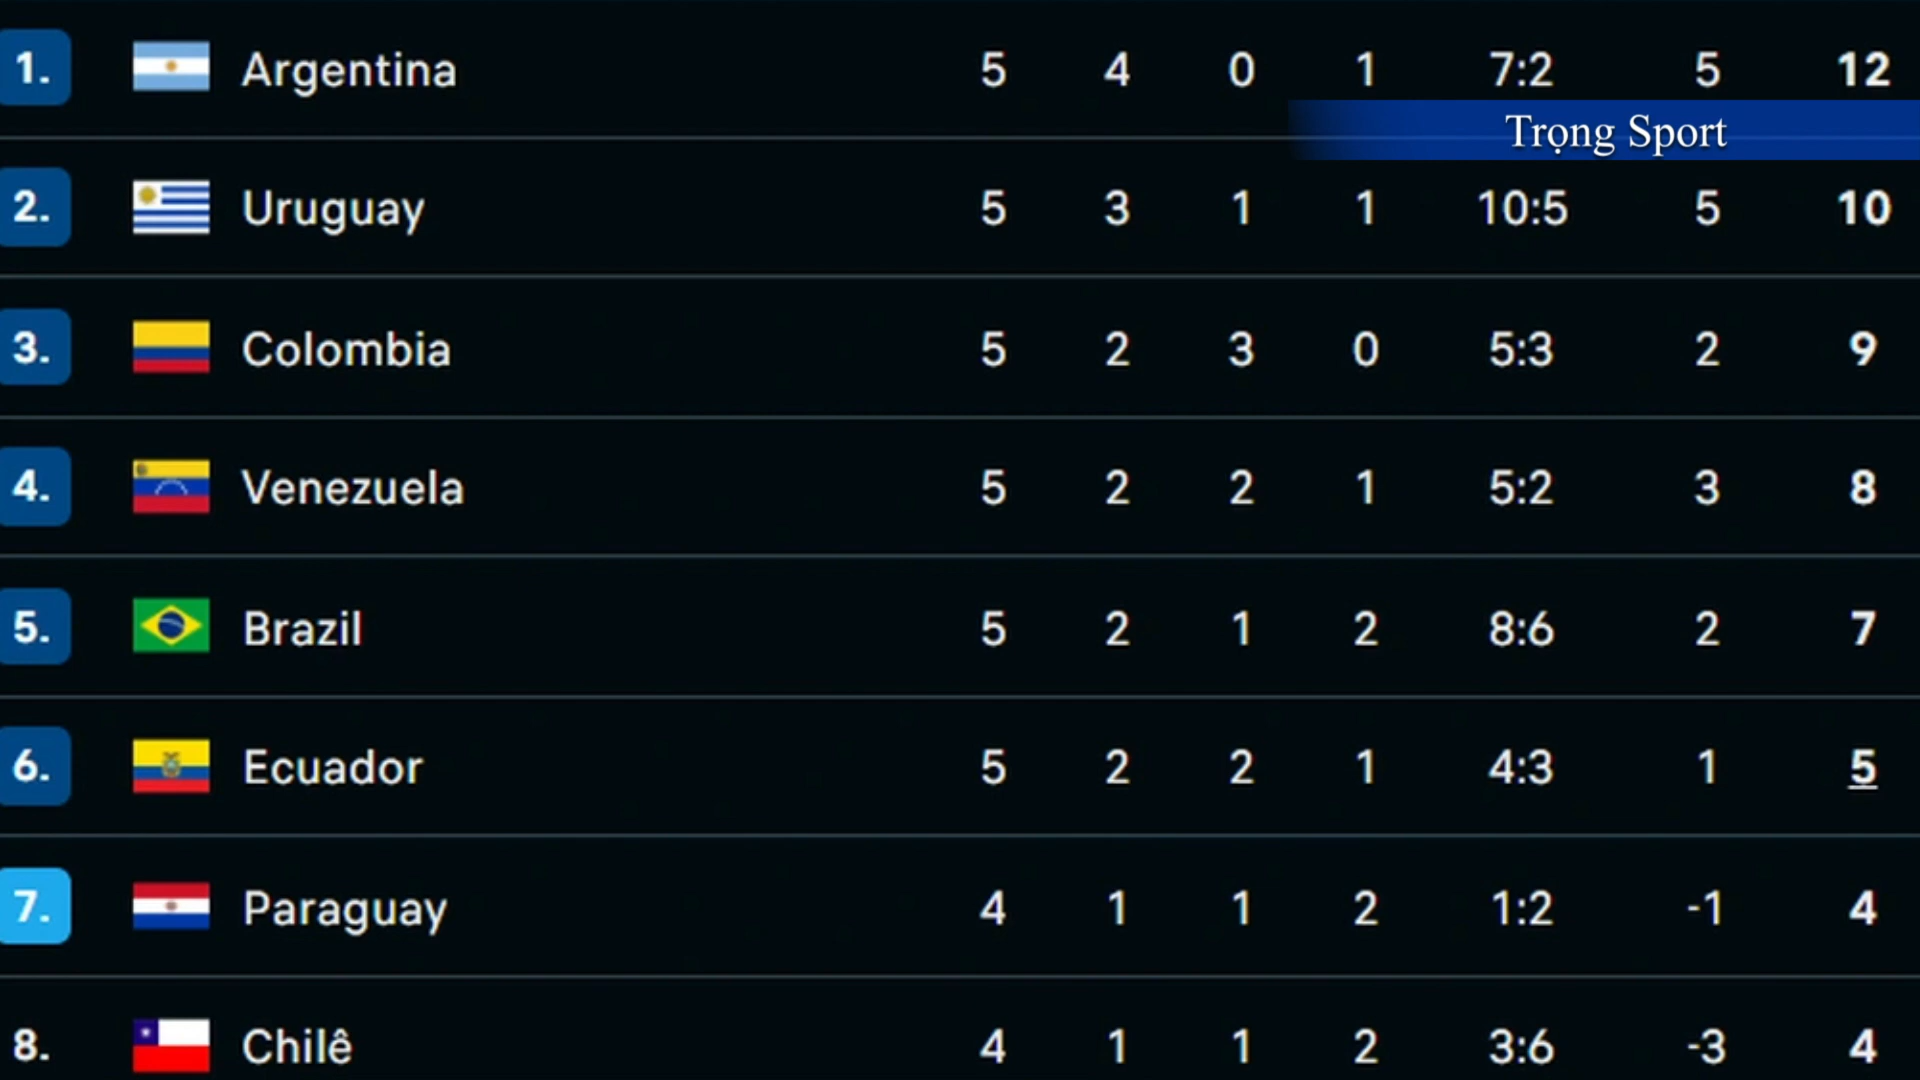 1. Argentina 5 4 0 1 7:2 5 12
Trọng Sport
2. Uruguay 5 3 1 1 10:5 5 10
3. Colombia 5 2 3 0 5:3 2 9
4. Venezuela 5 2 2 1 5:2 3 8
5. Brazil 5 2 1 2 8:6 2 7
6. Ecuador 5 2 2 1 4:3 1 5
7. Paraguay 4 1 1 2 1:2 -1 4
8. Chilê 4 1 1 2 3:6 -3 4